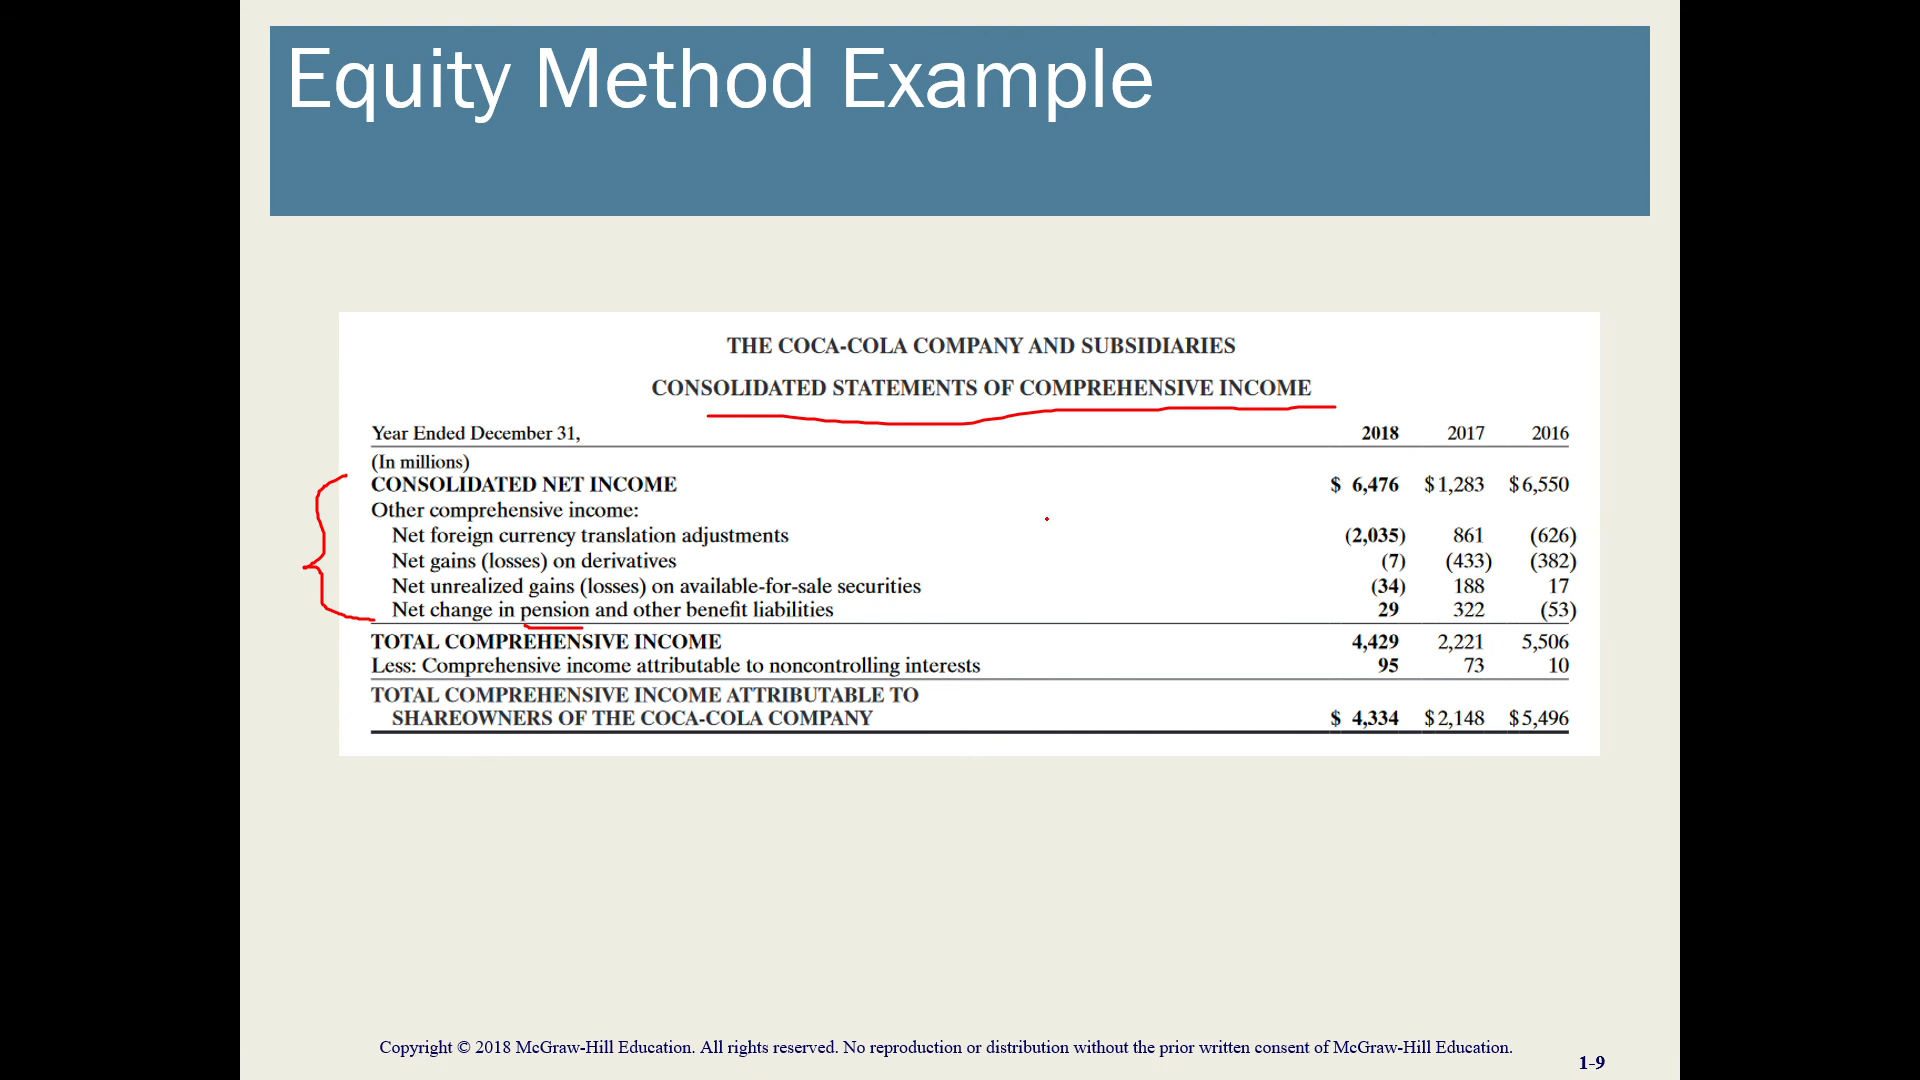 Equity Method Example
THE COCA-COLA COMPANY AND SUBSIDIARIES
CONSOLIDATED STATEMENTS OF COMPREHENSIVE INCOME
Year Ended December 31, 2018 2017 2016
(In millions)
CONSOLIDATED NET INCOME $ 6,476 $1,283 $6,550
Other comprehensive income:
Net foreign currency translation adjustments (2,035) 861 (626)
Net gains (losses) on derivatives (7) (433) (382)
Net unrealized gains (losses) on available-for-sale securities (34) 188 17
Net change in pension and other benefit liabilities 29 322 (53)
TOTAL COMPREHENSIVE INCOME 4,429 2,221 5,506
Less: Comprehensive income attributable to noncontrolling interests 95 73 10
TOTAL COMPREHENSIVE INCOME ATTRIBUTABLE TO
SHAREOWNERS OF THE COCA-COLA COMPANY $ 4,334 $2,148 $5,496
Copyright © 2018 McGraw-Hill Education. All rights reserved. No reproduction or distribution without the prior written consent of McGraw-Hill Education.
1-9